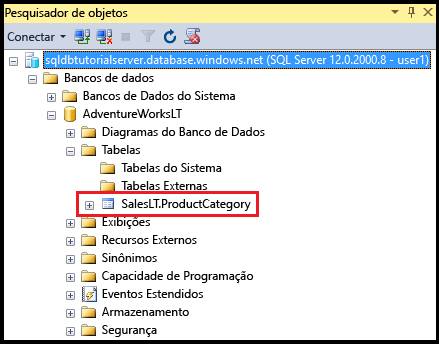 Pesquisador de objetos
Conectar
sqldbtutorialserver.database.windows.net (SQL Server 12.0.2000.8 - user1)
Bancos de dados
Bancos de Dados do Sistema
AdventureWorksLT
Diagramas do Banco de Dados
Tabelas
Tabelas do Sistema
Tabelas Externas
SalesLT.ProductCategory
Exibições
Recursos Externos
Sinônimos
Capacidade de Programação
Eventos Estendidos
Armazenamento
Segurança